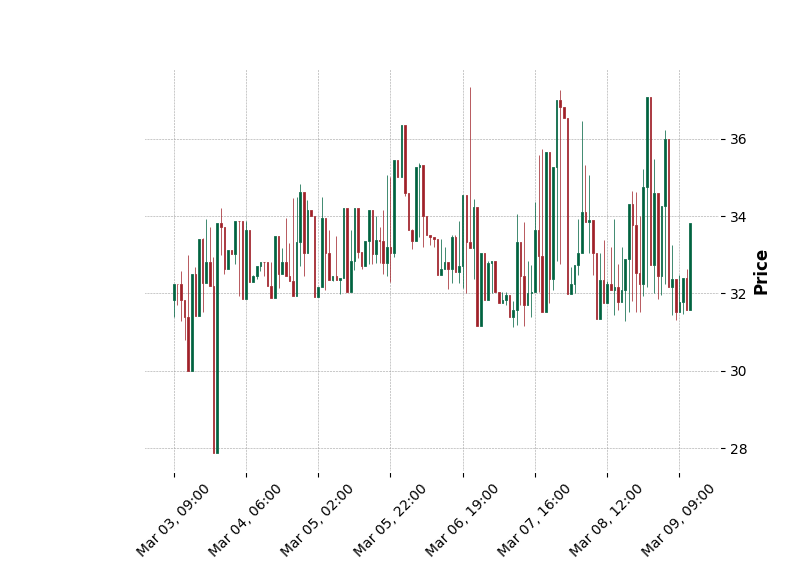 36
34
32
30
28
Price
Mar 03, 09:00
Mar 04, 06:00
Mar 05, 02:00
Mar 05, 22:00
Mar 06, 19:00
Mar 07, 16:00
Mar 08, 12:00
Mar 09, 09:00